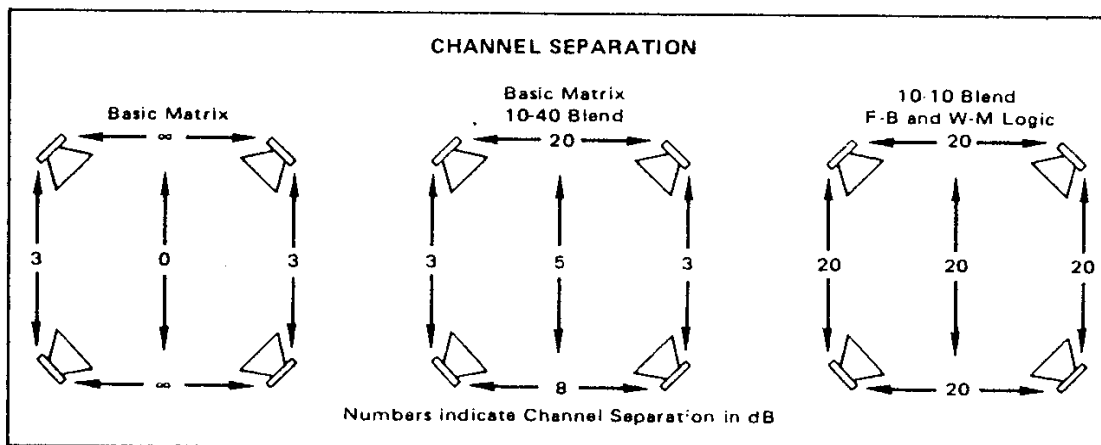 CHANNEL SEPARATION
Basic Matrix
∞
3 0 3
∞
Basic Matrix
10-40 Blend
20
3 5 3
8
10-10 Blend
F-B and W-M Logic
20
20 20 20
20
Numbers indicate Channel Separation in dB